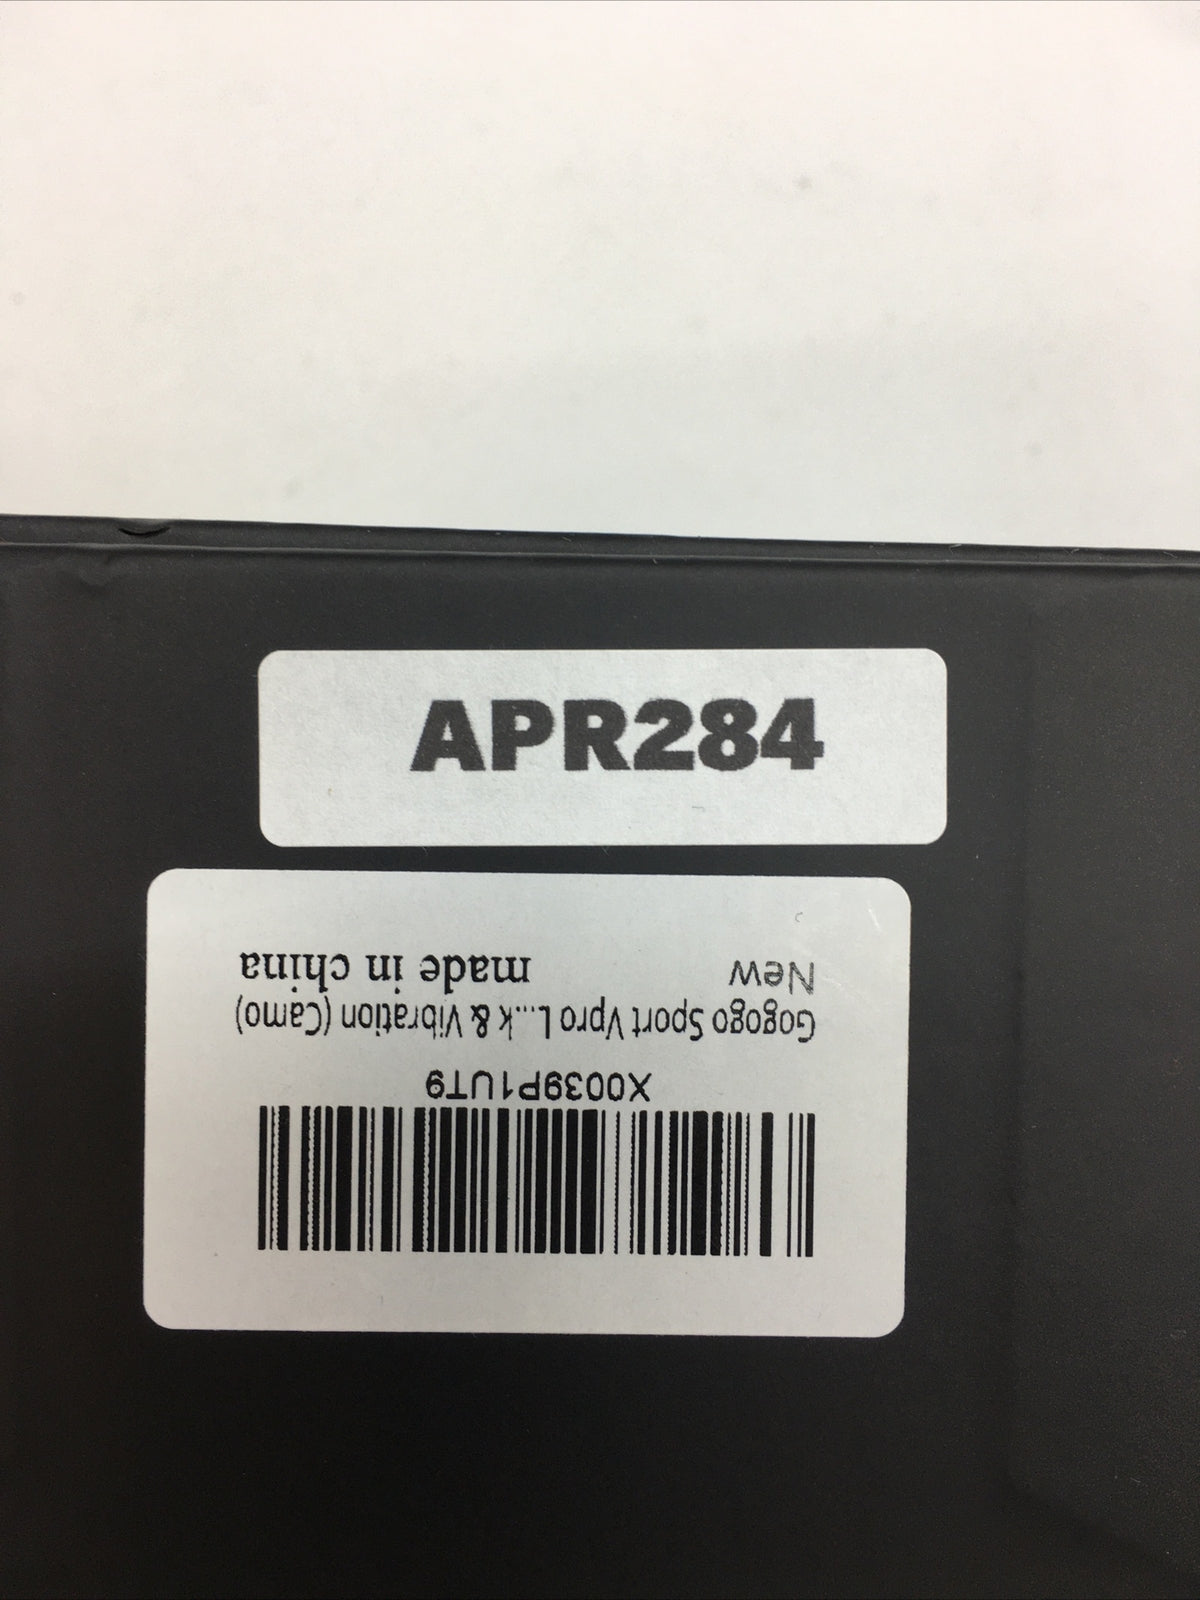 APR284
X0039P1UT9
Gogogo Sport Vpro L...k & Vibration (Camo)
New made in china